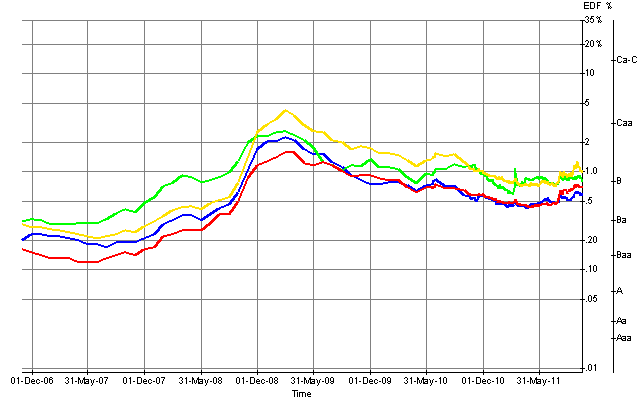 EDF %
35%
20%
10
5
2
1.0
.5
.20
.10
.05
.01
Ca-C
Caa
B
Ba
Baa
A
Aa
Aaa
01-Dec-06 31-May-07 01-Dec-07 31-May-08 01-Dec-08 31-May-09 01-Dec-09 31-May-10 01-Dec-10 31-May-11
Time